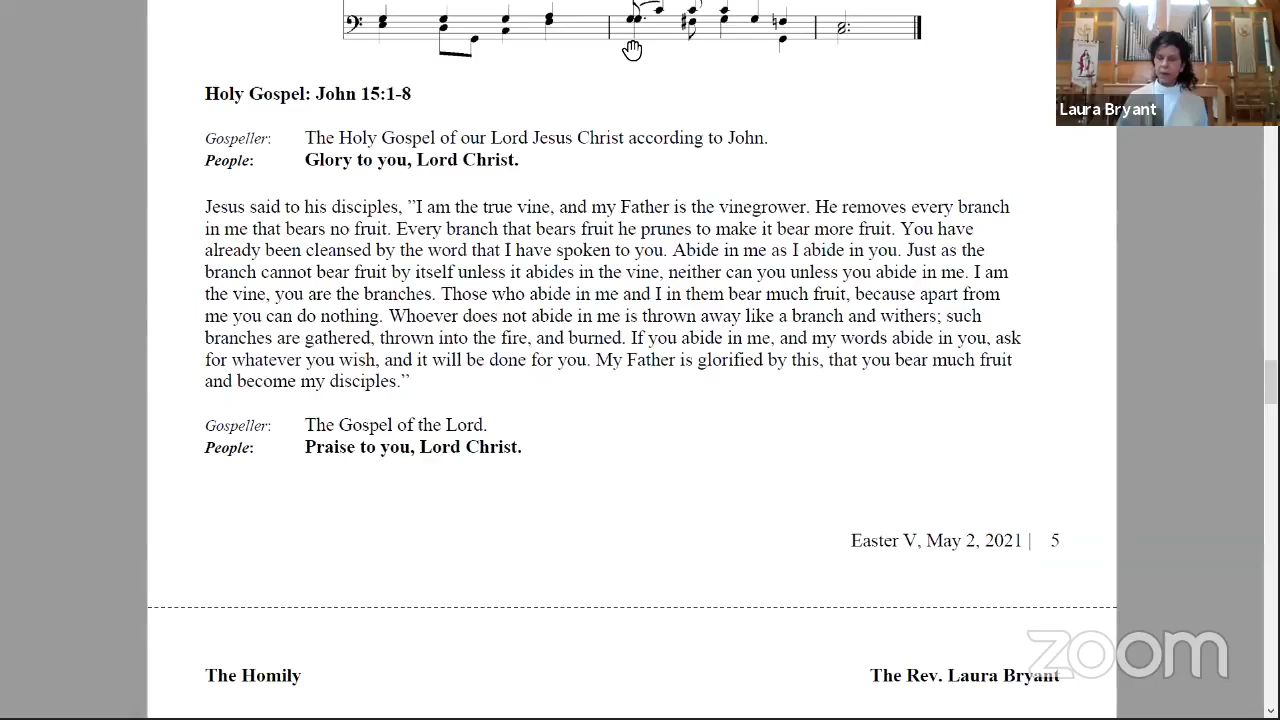 Laura Bryant
Holy Gospel: John 15:1-8
Gospeller: The Holy Gospel of our Lord Jesus Christ according to John.
People: Glory to you, Lord Christ.
Jesus said to his disciples, ”I am the true vine, and my Father is the vinegrower. He removes every branch
in me that bears no fruit. Every branch that bears fruit he prunes to make it bear more fruit. You have
already been cleansed by the word that I have spoken to you. Abide in me as I abide in you. Just as the
branch cannot bear fruit by itself unless it abides in the vine, neither can you unless you abide in me. I am
the vine, you are the branches. Those who abide in me and I in them bear much fruit, because apart from
me you can do nothing. Whoever does not abide in me is thrown away like a branch and withers; such
branches are gathered, thrown into the fire, and burned. If you abide in me, and my words abide in you, ask
for whatever you wish, and it will be done for you. My Father is glorified by this, that you bear much fruit
and become my disciples.”
Gospeller: The Gospel of the Lord.
People: Praise to you, Lord Christ.
Easter V, May 2, 2021 | 5
zoom
The Homily The Rev. Laura Bryant